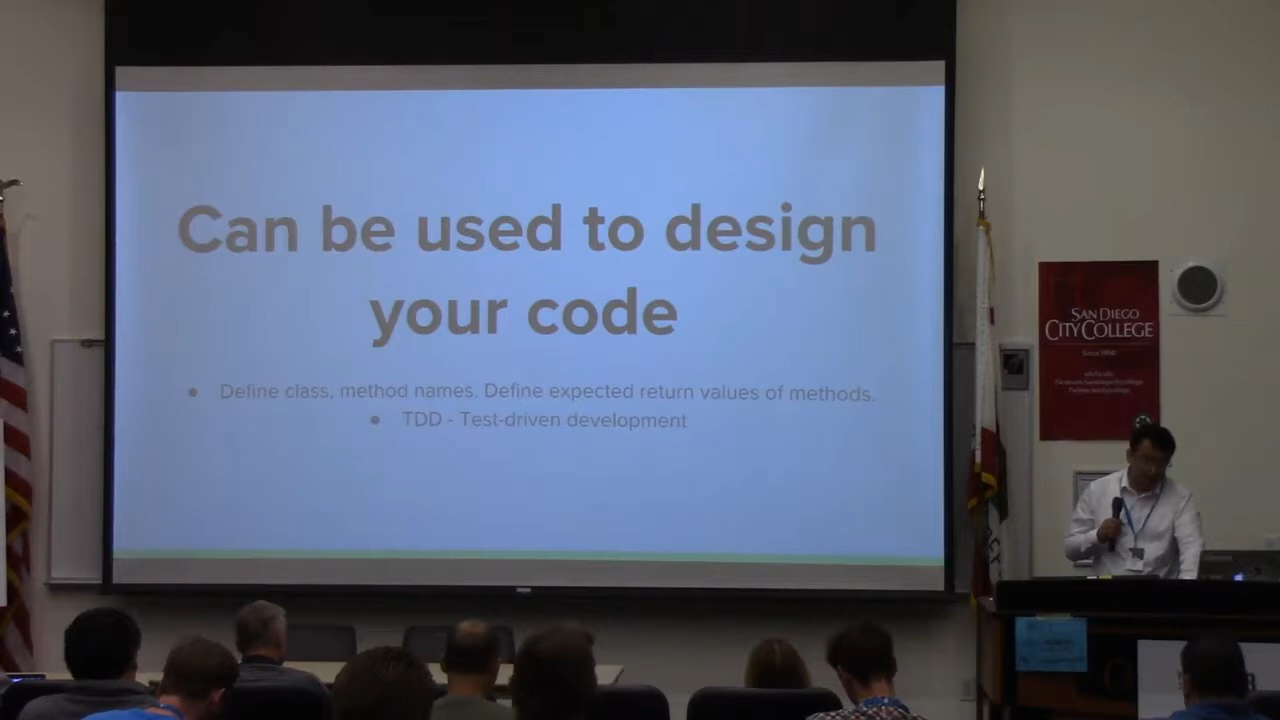 Can be used to design
your code
● Define class, method names. Define expected return values of methods.
● TDD - Test-driven development
SAN DIEGO
CITY COLLEGE